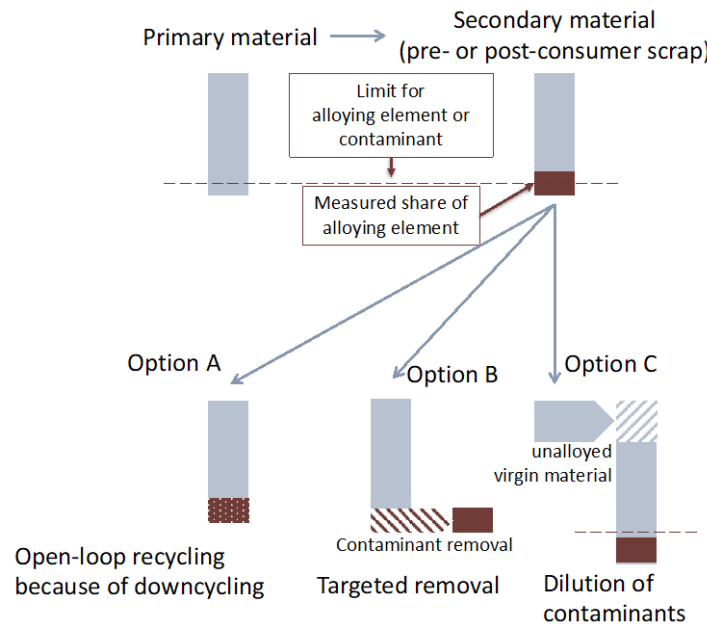 Primary material
Secondary material
(pre- or post-consumer scrap)
Limit for
alloying element or
contaminant
Measured share of
alloying element
Option A
Option B
Option C
unalloyed
virgin material
Contaminant removal
Open-loop recycling
because of downcycling
Targeted removal
Dilution of
contaminants